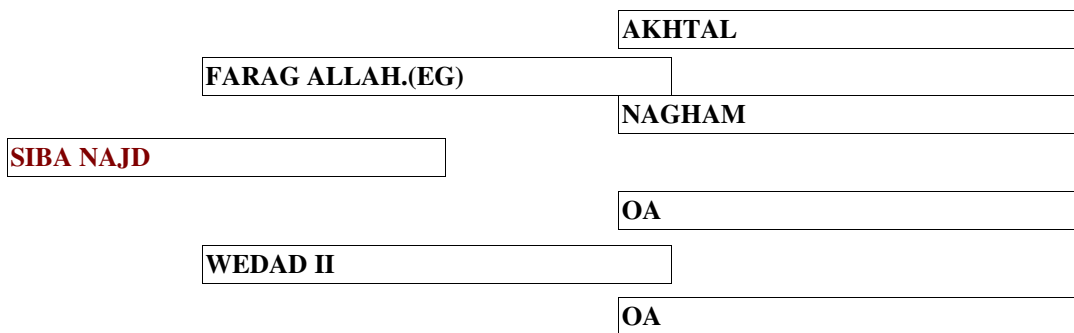 AKHTAL
FARAG ALLAH.(EG)
NAGHAM
SIBA NAJD
OA
WEDAD II
OA